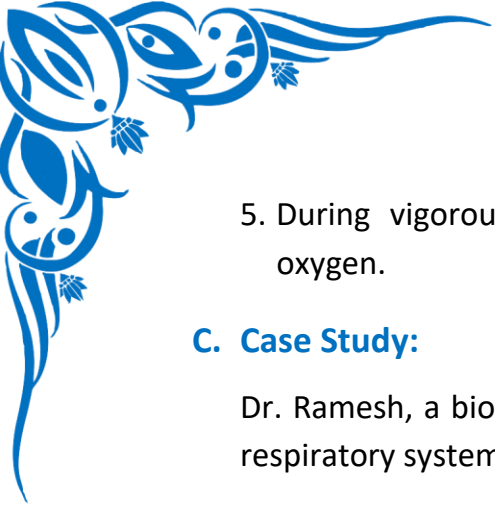 5. During vigorou
oxygen.
C. Case Study:
Dr. Ramesh, a bio
respiratory system